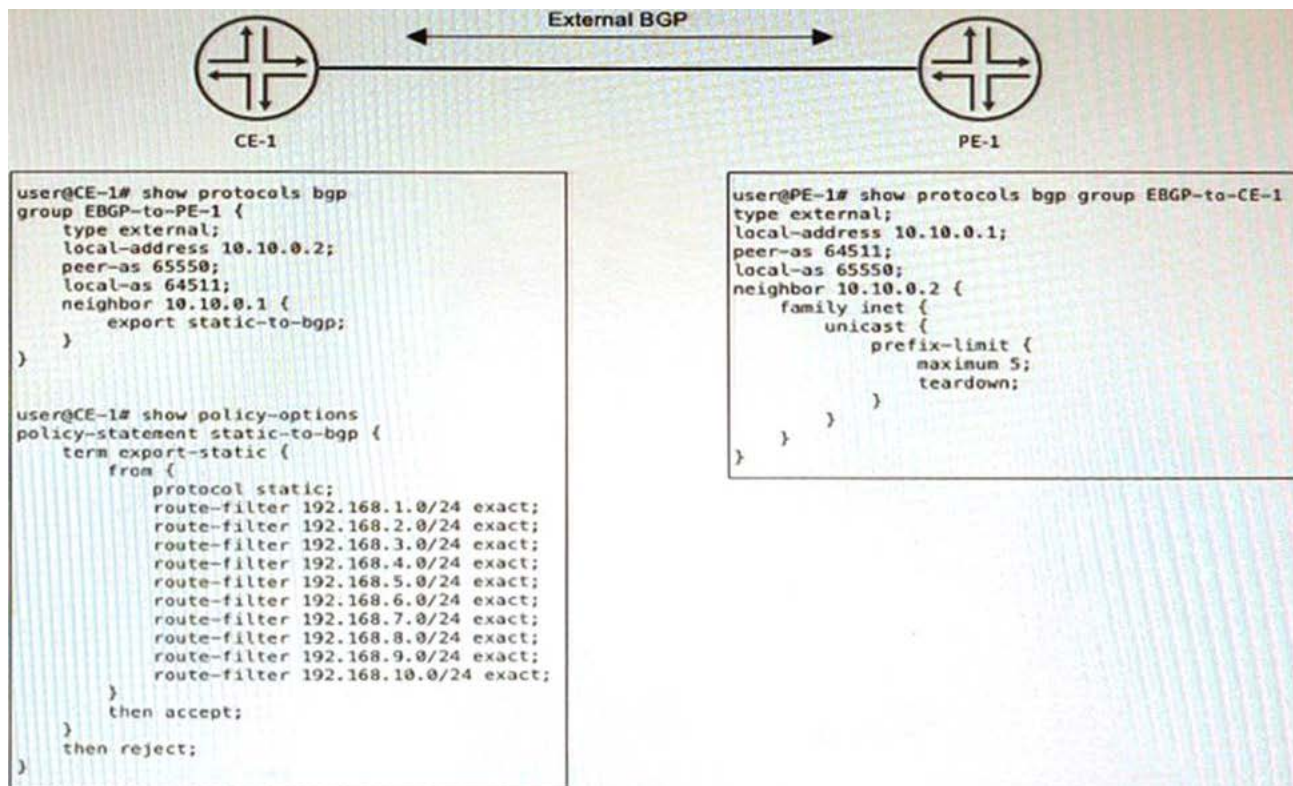 External BGP
CE-1
PE-1
user@CE-1# show protocols bgp
group EBGP-to-PE-1 {
    type external;
    local-address 10.10.0.2;
    peer-as 65550;
    local-as 64511;
    neighbor 10.10.0.1 {
        export static-to-bgp;
    }
}
user@CE-1# show policy-options
policy-statement static-to-bgp {
    term export-static {
        from {
            protocol static;
            route-filter 192.168.1.0/24 exact;
            route-filter 192.168.2.0/24 exact;
            route-filter 192.168.3.0/24 exact;
            route-filter 192.168.4.0/24 exact;
            route-filter 192.168.5.0/24 exact;
            route-filter 192.168.6.0/24 exact;
            route-filter 192.168.7.0/24 exact;
            route-filter 192.168.8.0/24 exact;
            route-filter 192.168.9.0/24 exact;
            route-filter 192.168.10.0/24 exact;
        }
        then accept;
    }
    then reject;
}
user@PE-1# show protocols bgp group EBGP-to-CE-1
type external;
local-address 10.10.0.1;
peer-as 64511;
local-as 65550;
neighbor 10.10.0.2 {
    family inet {
        unicast {
            prefix-limit {
                maximum 5;
                teardown;
            }
        }
    }
}